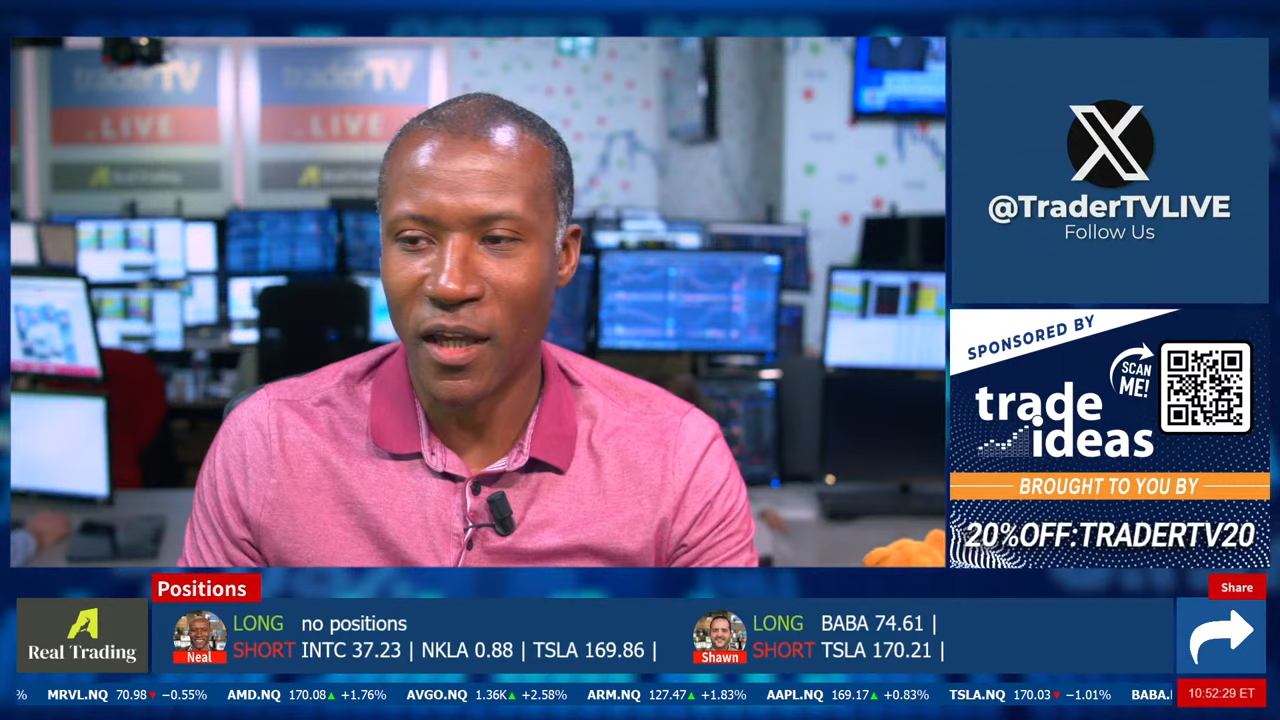 traderTV
.LIVE
RealTrading
traderTV
.LIVE
RealTrading
@TraderTVLIVE
Follow Us
SPONSORED BY
SCAN
ME!
trade
ideas
BROUGHT TO YOU BY
20%OFF:TRADERTV20
Positions
Share
Real Trading
Neal
LONG no positions
SHORT INTC 37.23 | NKLA 0.88 | TSLA 169.86 |
Shawn
LONG BABA 74.61 |
SHORT TSLA 170.21 |
% MRVL.NQ 70.98▼ −0.55% AMD.NQ 170.08▲ +1.76% AVGO.NQ 1.36K▲ +2.58% ARM.NQ 127.47▲ +1.83% AAPL.NQ 169.17▲ +0.83% TSLA.NQ 170.03▼ −1.01% BABA.
10:52:29 ET